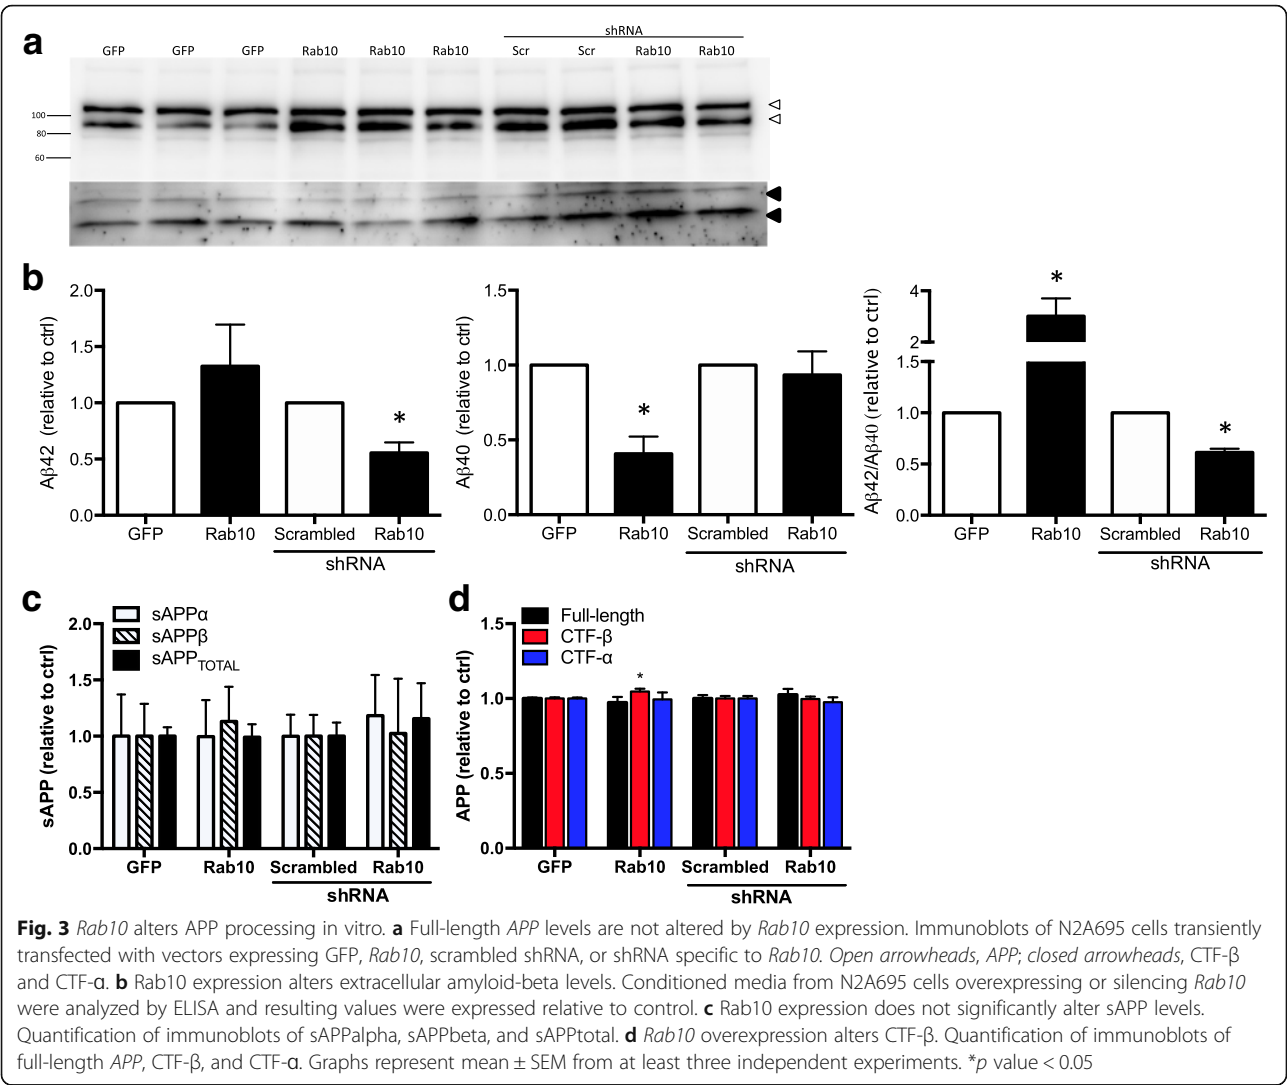 a
shRNA
GFP GFP GFP Rab10 Rab10 Rab10 Scr Scr Rab10 Rab10
100
80
60
b
Aβ42 (relative to ctrl)
2.0
1.5
1.0
0.5
0.0
*
GFP Rab10 Scrambled Rab10
shRNA
Aβ40 (relative to ctrl)
1.5
1.0
0.5
0.0
*
GFP Rab10 Scrambled Rab10
shRNA
Aβ42/Aβ40 (relative to ctrl)
4
2
1.5
1.0
0.5
0.0
*
*
GFP Rab10 Scrambled Rab10
shRNA
c
sAPP (relative to ctrl)
sAPPα
sAPPβ
sAPPTOTAL
2.0
1.5
1.0
0.5
0.0
GFP Rab10 Scrambled Rab10
shRNA
d
APP (relative to ctrl)
Full-length
CTF-β
CTF-α
1.5
1.0
0.5
0.0
*
GFP Rab10 Scrambled Rab10
shRNA
Fig. 3 Rab10 alters APP processing in vitro. a Full-length APP levels are not altered by Rab10 expression. Immunoblots of N2A695 cells transiently
transfected with vectors expressing GFP, Rab10, scrambled shRNA, or shRNA specific to Rab10. Open arrowheads, APP; closed arrowheads, CTF-β
and CTF-α. b Rab10 expression alters extracellular amyloid-beta levels. Conditioned media from N2A695 cells overexpressing or silencing Rab10
were analyzed by ELISA and resulting values were expressed relative to control. c Rab10 expression does not significantly alter sAPP levels.
Quantification of immunoblots of sAPPalpha, sAPPbeta, and sAPPtotal. d Rab10 overexpression alters CTF-β. Quantification of immunoblots of
full-length APP, CTF-β, and CTF-α. Graphs represent mean ± SEM from at least three independent experiments. *p value < 0.05